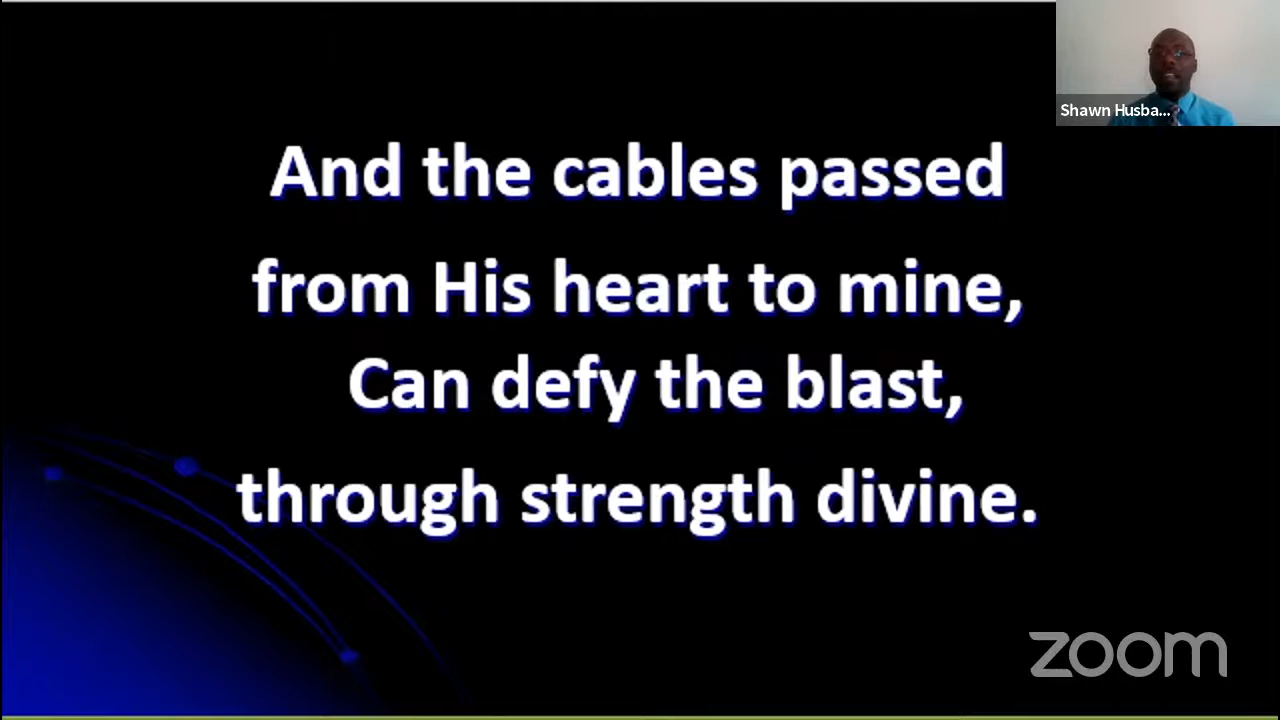 Shawn Husba...
And the cables passed
from His heart to mine,
Can defy the blast,
through strength divine.
zoom